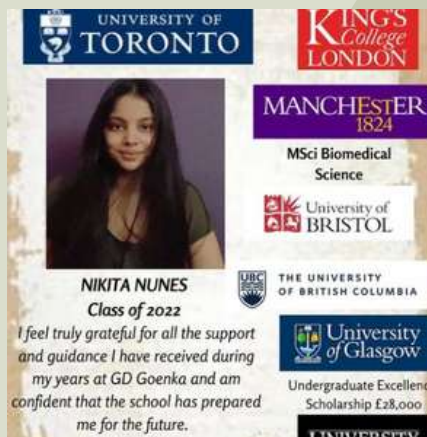 UNIVERSITY OF
TORONTO
KING'S
College
LONDON
MANCHEsTER
1824
MSci Biomedical
Science
University of
BRISTOL
UBC
THE UNIVERSITY
OF BRITISH COLUMBIA
University
of Glasgow
Undergraduate Excellenc
Scholarship £28,000
UNIVERSITY
NIKITA NUNES
Class of 2022
I feel truly grateful for all the support
and guidance I have received during
my years at GD Goenka and am
confident that the school has prepared
me for the future.